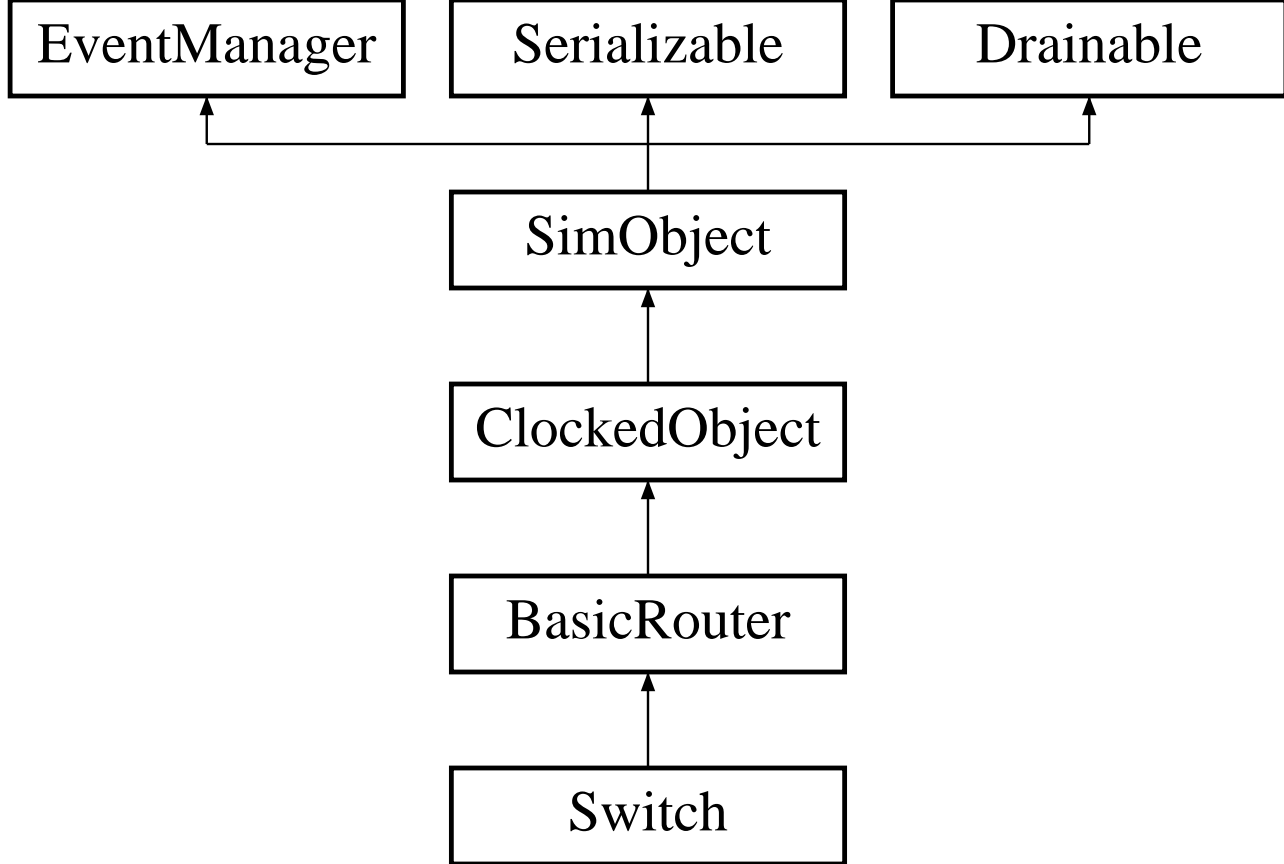 EventManager
Serializable
Drainable
SimObject
ClockedObject
BasicRouter
Switch